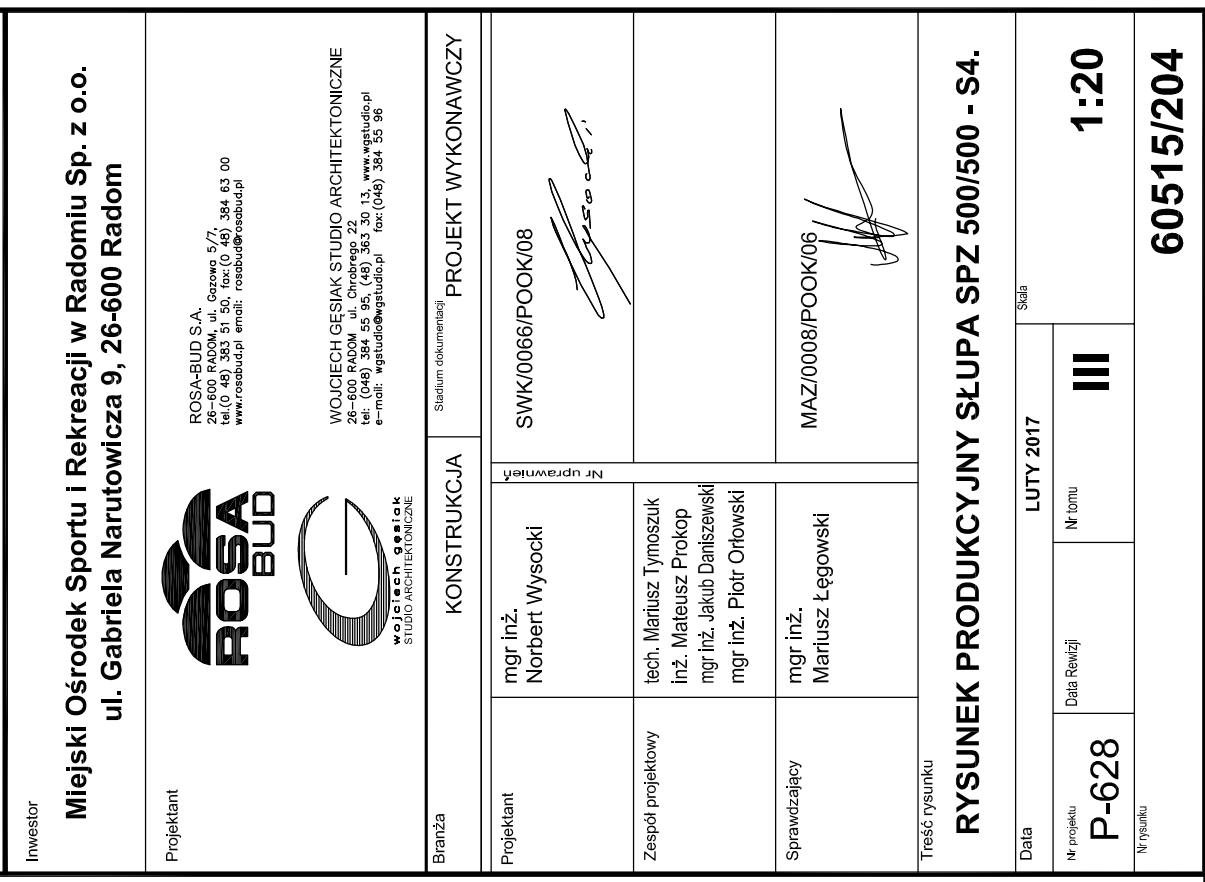 Inwestor
Miejski Ośrodek Sportu i Rekreacji w Radomiu Sp. z o.o.
ul. Gabriela Narutowicza 9, 26-600 Radom
Projektant
ROSA
BUD
ROSA-BUD S.A.
26-600 RADOM, ul. Gazowa 5/7,
tel.(0 48) 383 51 50, fax:(0 48) 384 63 00
www.rosabud.pl email: rosabud@rosabud.pl
wojciech gęsiak
STUDIO ARCHITEKTONICZNE
WOJCIECH GĘSIAK STUDIO ARCHITEKTONICZNE
26-600 RADOM ul. Chrobrego 22
tel: (048) 384 55 95, (48) 363 30 13, www.wgstudio.pl
e-mail: wgstudio@wgstudio.pl fax:(048) 384 55 96
Branża
KONSTRUKCJA
Stadium dokumentacji
PROJEKT WYKONAWCZY
Projektant
mgr inż.
Norbert Wysocki
Nr uprawnień
SWK/0066/POOK/08
Wysocki
Zespół projektowy
tech. Mariusz Tymoszuk
inż. Mateusz Prokop
mgr inż. Jakub Daniszewski
mgr inż. Piotr Orłowski
Sprawdzający
mgr inż.
Mariusz Łęgowski
MAZ/0008/POOK/06
Treść rysunku
RYSUNEK PRODUKCYJNY SŁUPA SPZ 500/500 - S4.
Data
LUTY 2017
Skala
1:20
Nr projektu
P-628
Data Rewizji
Nr tomu
III
Nr rysunku
60515/204